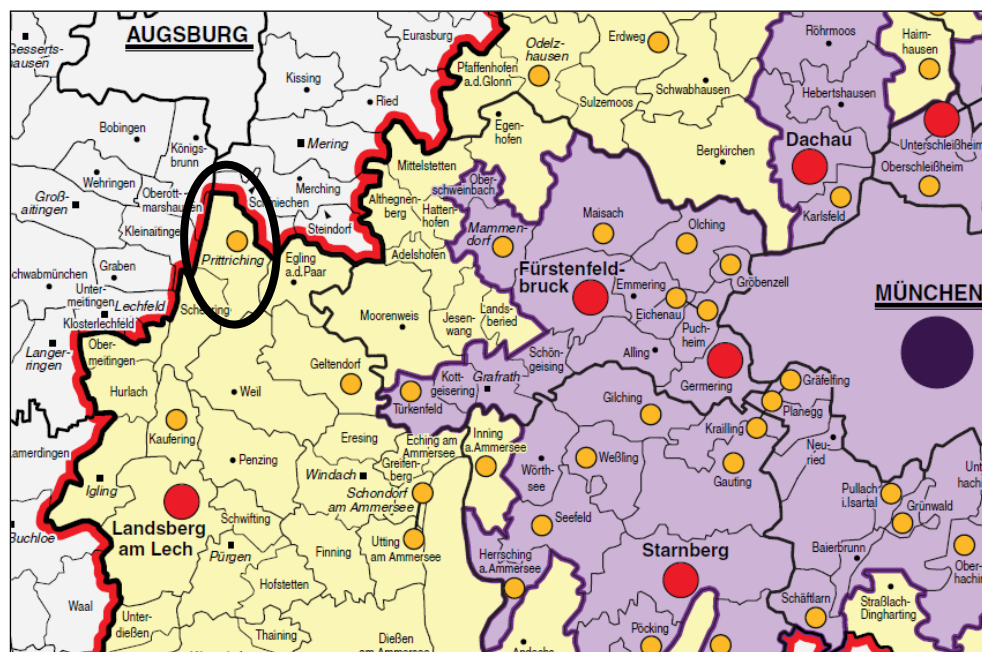 AUGSBURG
Gesserts-
hausen
Eurasburg
Odelz-
hausen
Erdweg
Röhrmoos
Haim-
hausen
Kissing
Pfaffenhofen
a.d.Glonn
Ried
Sulzemoos
Schwabhausen
Hebertshausen
Bobingen
Königs-
brunn
Mering
Egen-
hofen
Dachau
Unterschleißheim
Wehringen
Mittelstetten
Bergkirchen
Oberschleißheim
Groß-
aitingen
Oberott-
marshausen
Merching
Schmiechen
Althegnen-
berg
Ober-
schweinbach
Hatten-
hofen
Maisach
Karlsfeld
Kleinaitingen
Steindorf
Mammen-
dorf
Olching
Prittriching
Egling
a.d.Paar
Adelshofen
Gröbenzell
Graben
Fürstenfeld-
bruck
Emmering
MÜNCHEN
Unter-
meitingen
Lechfeld
Klosterlechfeld
Moorenweis
Jesen-
wang
Lands-
beried
Eichenau
Puch-
heim
Langer-
ringen
Ober-
meitingen
Schön-
geising
Alling
Germering
Hurlach
Weil
Geltendorf
Kott-
geisering
Grafrath
Türkenfeld
Gilching
Gräfelfing
Planegg
Kaufering
Eresing
Eching am
Ammersee
Inning
a.Ammersee
Krailling
Neu-
ried
Penzing
Windach
Greifen-
berg
Wörth-
see
Weßling
Gauting
Igling
Schondorf
am Ammersee
Pullach
i.Isartal
Grünwald
Landsberg
am Lech
Schwifting
Seefeld
Utting
am Ammersee
Starnberg
Baierbrunn
Ober-
Buchloe
Pürgen
Finning
Herrsching
a.Ammersee
Hofstetten
Schäftlarn
Straßlach-
Dingharting
Waal
Unter-
dießen
Thaining
Dießen
am Ammersee
Pöcking